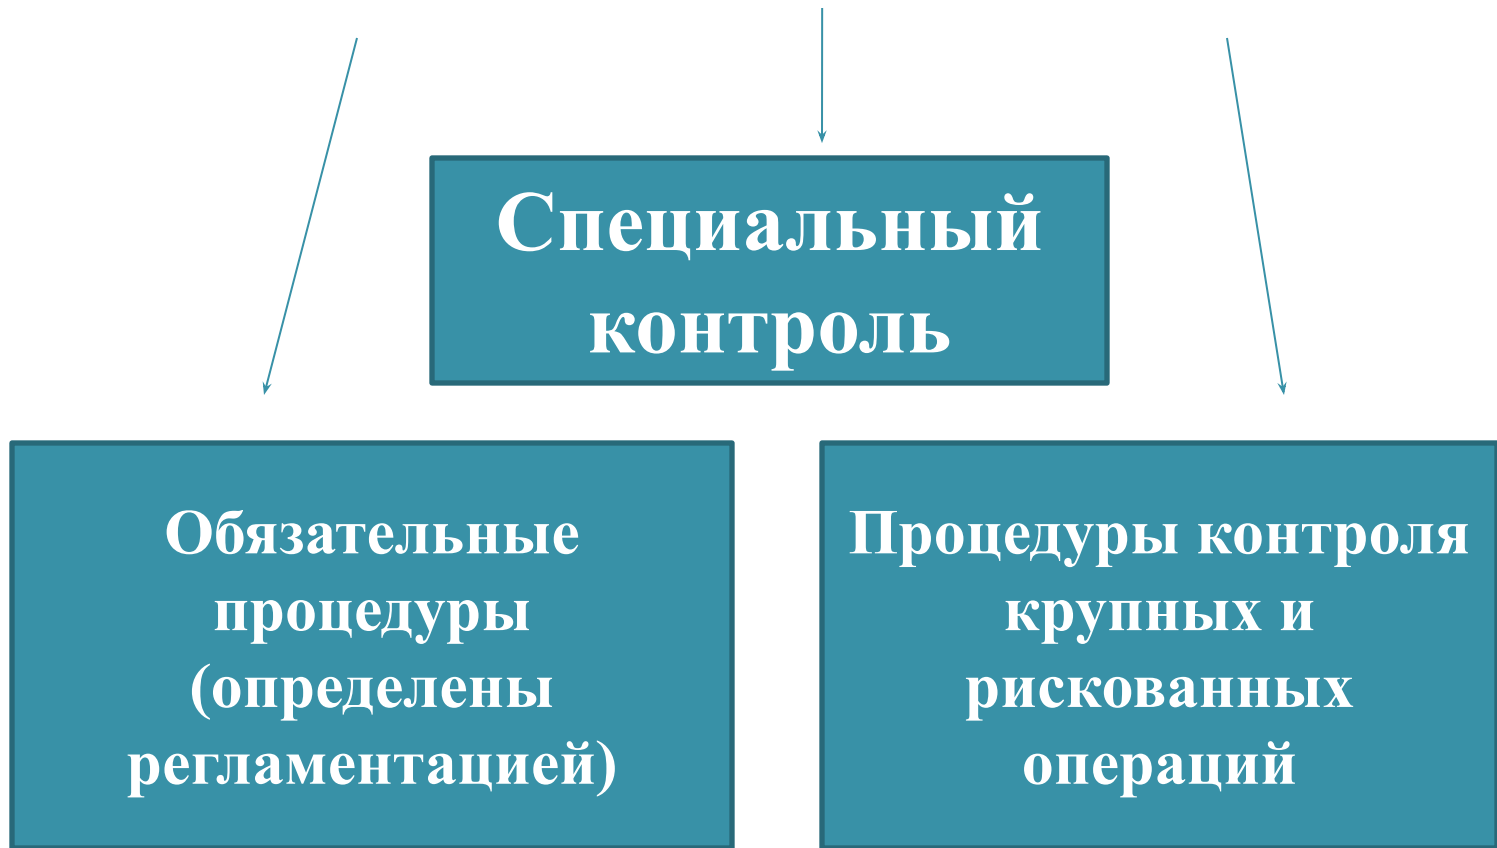 Специальный
контроль
Обязательные
процедуры
(определены
регламентацией)
Процедуры контроля
крупных и
рискованных
операций